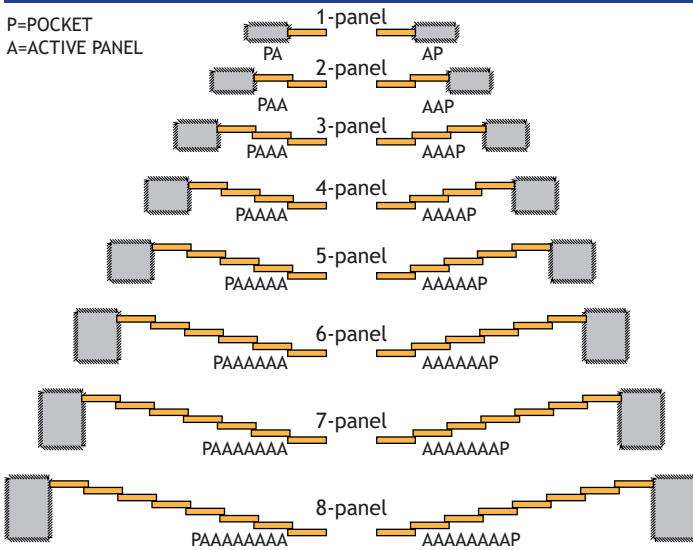 P=POCKET
A=ACTIVE PANEL
1-panel
PA
AP
2-panel
PAA
AAP
3-panel
PAAA
AAAP
4-panel
PAAAA
AAAAP
5-panel
PAAAAA
AAAAAP
6-panel
PAAAAAA
AAAAAAP
7-panel
PAAAAAAA
AAAAAAAP
8-panel
PAAAAAAAA
AAAAAAAAP